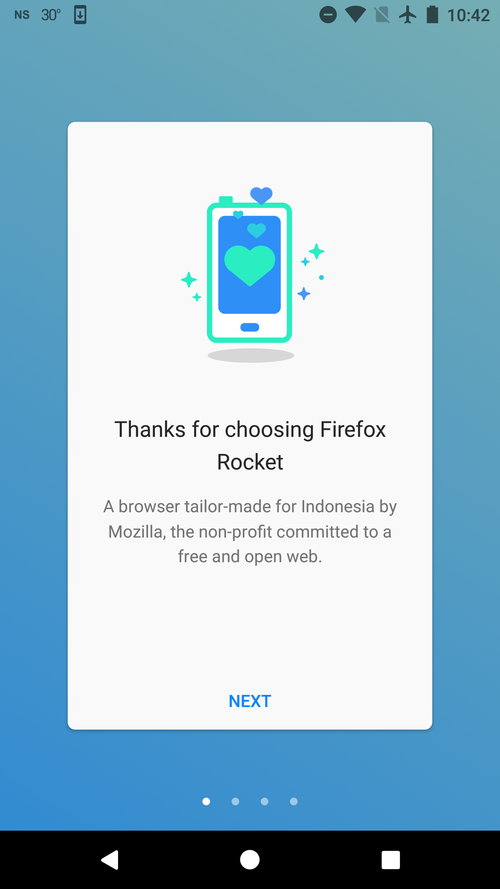 NS 30° 10:42
Thanks for choosing Firefox
Rocket
A browser tailor-made for Indonesia by
Mozilla, the non-profit committed to a
free and open web.
NEXT